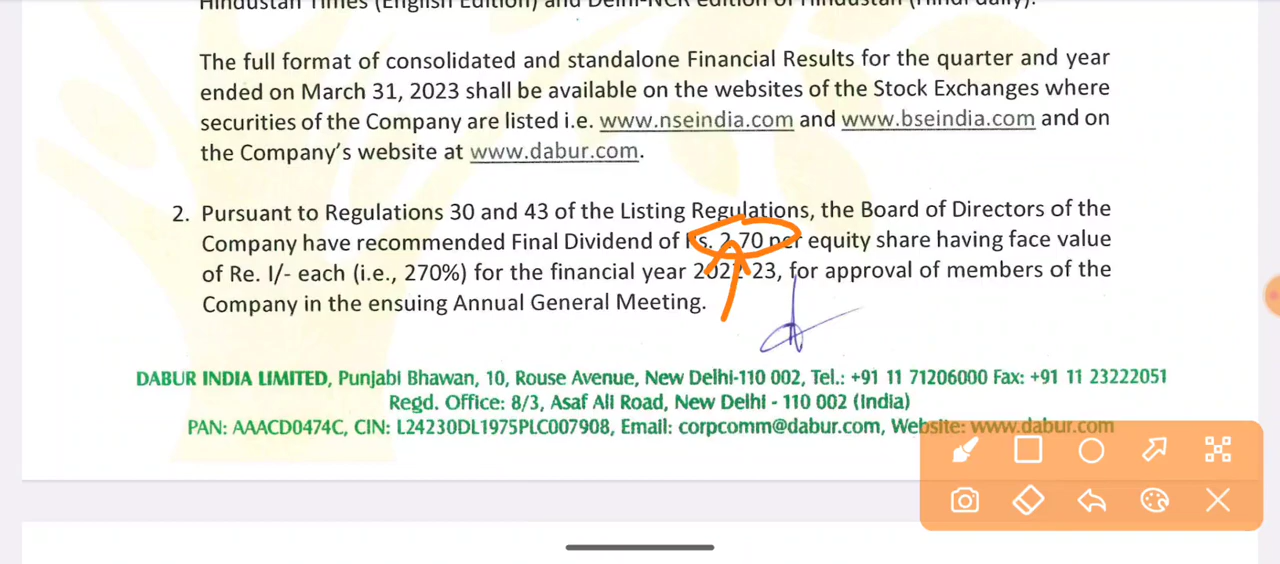 Hindustan Times (English Edition) and Delhi-NCR edition of Hindustan (Hindi daily).
The full format of consolidated and standalone Financial Results for the quarter and year
ended on March 31, 2023 shall be available on the websites of the Stock Exchanges where
securities of the Company are listed i.e. www.nseindia.com and www.bseindia.com and on
the Company's website at www.dabur.com.
2. Pursuant to Regulations 30 and 43 of the Listing Regulations, the Board of Directors of the
Company have recommended Final Dividend of Rs. 2.70 per equity share having face value
of Re. 1/- each (i.e., 270%) for the financial year 2022-23, for approval of members of the
Company in the ensuing Annual General Meeting.
DABUR INDIA LIMITED, Punjabi Bhawan, 10, Rouse Avenue, New Delhi-110 002, Tel.: +91 11 71206000 Fax: +91 11 23222051
Regd. Office: 8/3, Asaf Ali Road, New Delhi - 110 002 (India)
PAN: AAACD0474C, CIN: L24230DL1975PLC007908, Email: corpcomm@dabur.com, Website: www.dabur.com